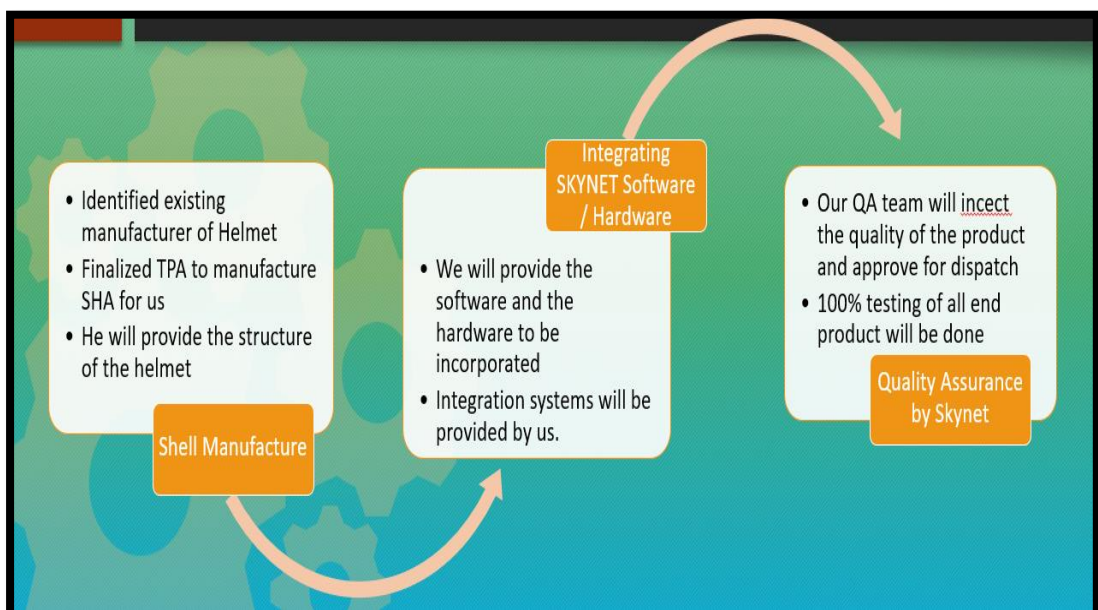 • Identified existing
manufacturer of Helmet
• Finalized TPA to manufacture
SHA for us
• He will provide the structure
of the helmet
Shell Manufacture
Integrating
SKYNET Software
/ Hardware
• We will provide the
software and the
hardware to be
incorporated
• Integration systems will be
provided by us.
• Our QA team will incect
the quality of the product
and approve for dispatch
• 100% testing of all end
product will be done
Quality Assurance
by Skynet